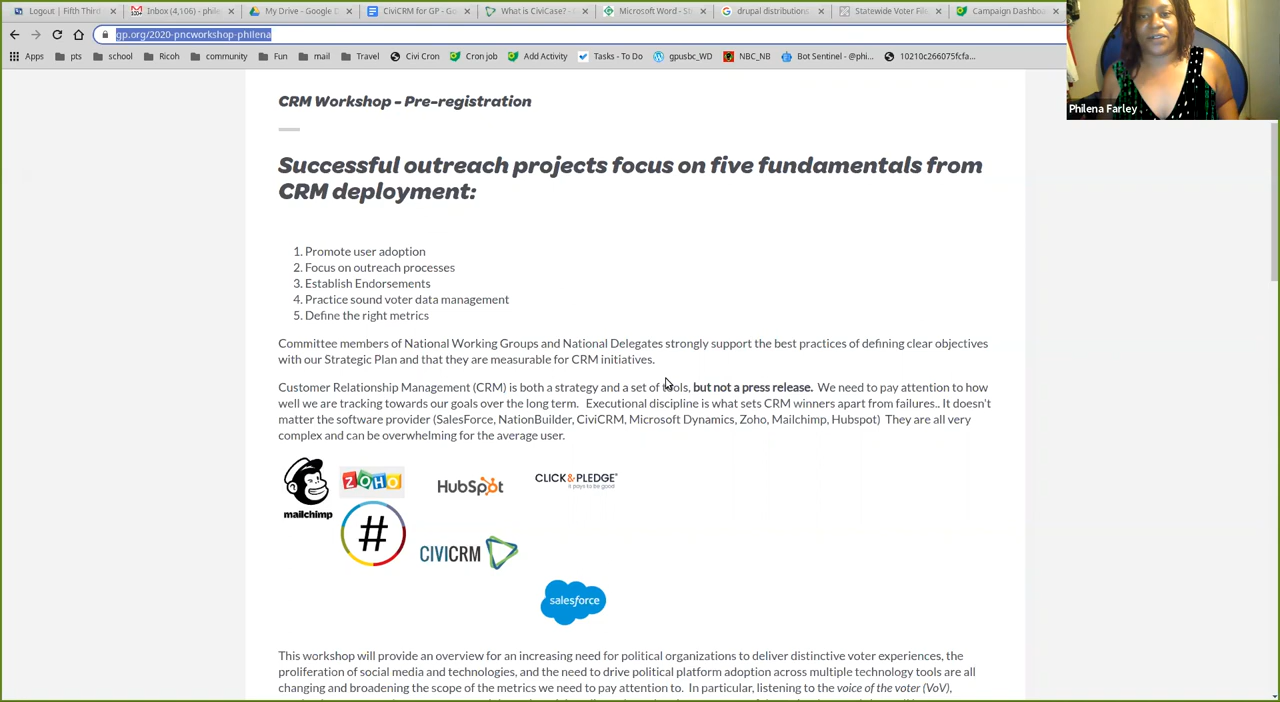 Logout | Fifth Third
Inbox (4,106) - phile
My Drive - Google D
CiviCRM for GP - Go
What is CiviCase? -
Microsoft Word - St
drupal distributions
Statewide Voter File
Campaign Dashboa
gp.org/2020-pncworkshop-philena
Apps pts school Ricoh community Fun mail Travel Civi Cron Cron job Add Activity Tasks - To Do gpusbc_WD NBC_NB Bot Sentinel - @phi... 10210c266075fcfa...
Philena Farley
CRM Workshop - Pre-registration
Successful outreach projects focus on five fundamentals from
CRM deployment:
1. Promote user adoption
2. Focus on outreach processes
3. Establish Endorsements
4. Practice sound voter data management
5. Define the right metrics
Committee members of National Working Groups and National Delegates strongly support the best practices of defining clear objectives
with our Strategic Plan and that they are measurable for CRM initiatives.
Customer Relationship Management (CRM) is both a strategy and a set of tools, but not a press release. We need to pay attention to how
well we are tracking towards our goals over the long term. Executional discipline is what sets CRM winners apart from failures.. It doesn't
matter the software provider (SalesForce, NationBuilder, CiviCRM, Microsoft Dynamics, Zoho, Mailchimp, Hubspot) They are all very
complex and can be overwhelming for the average user.
mailchimp
ZOHO
HubSpot
CLICK&PLEDGE
it pays to be good
#
CIVICRM
salesforce
This workshop will provide an overview for an increasing need for political organizations to deliver distinctive voter experiences, the
proliferation of social media and technologies, and the need to drive political platform adoption across multiple technology tools are all
changing and broadening the scope of the metrics we need to pay attention to. In particular, listening to the voice of the voter (VoV),